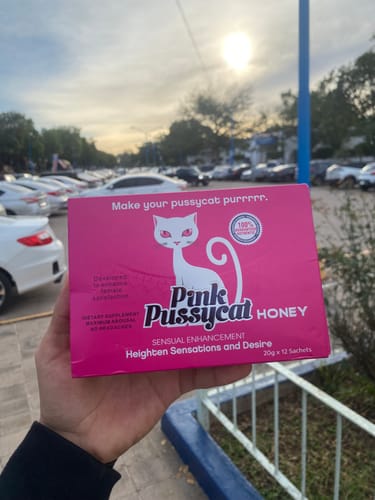 Make your pussycat purrrrr.
100%
Developed
to enhance
female
satisfaction
Pink
Pussycat HONEY
DIETARY SUPPLEMENT
MAXIMUM AROUSAL
NO HEADACHES
SENSUAL ENHANCEMENT
Heighten Sensations and Desire
20g x 12 Sachets